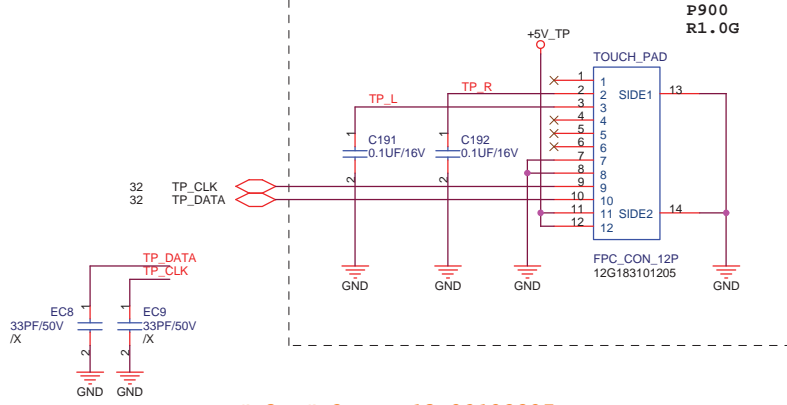 P900
R1.0G
+5V_TP
TOUCH_PAD
1 1
2 2 SIDE1 13
3 3
4 4
5 5
6 6
7 7
8 8
9 9
10 10
11 11 SIDE2 14
12 12
TP_R
TP_L
1 C191
0.1UF/16V
2
1 C192
0.1UF/16V
2
32 TP_CLK
32 TP_DATA
FPC_CON_12P
12G183101205
GND
GND
GND
GND
TP_DATA
TP_CLK
EC8 1
33PF/50V
/X
2
1 EC9
33PF/50V
/X
2
GND
GND